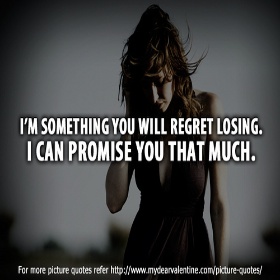 I'M SOMETHING YOU WILL REGRET LOSING.
I CAN PROMISE YOU THAT MUCH.
For more picture quotes refer http://www.mydearvalentine.com/picture-quotes/